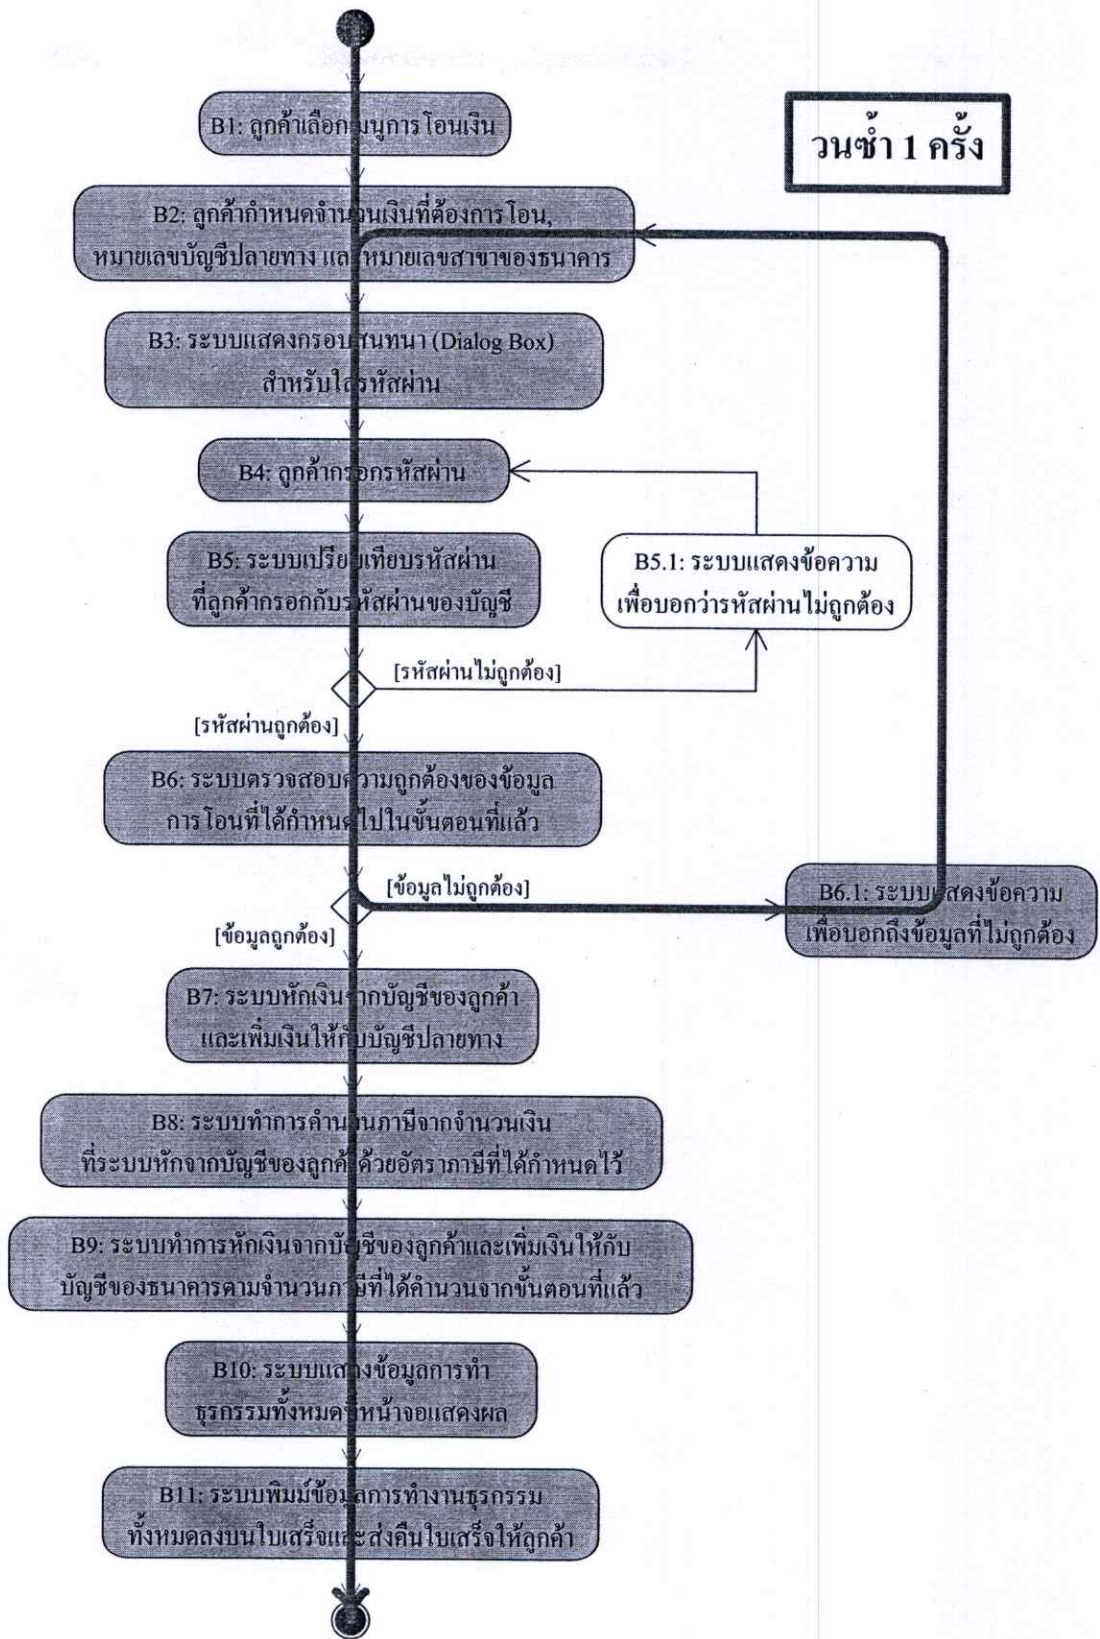 B1: ลูกค้าเลือกเมนูการโอนเงิน
วนซ้ำ 1 ครั้ง
B2: ลูกค้ากำหนดจำนวนเงินที่ต้องการโอน,
หมายเลขบัญชีปลายทาง และหมายเลขสาขาของธนาคาร
B3: ระบบแสดงกรอบสนทนา (Dialog Box)
สำหรับใส่รหัสผ่าน
B4: ลูกค้ากรอกรหัสผ่าน
B5: ระบบเปรียบเทียบรหัสผ่าน
ที่ลูกค้ากรอกกับรหัสผ่านของบัญชี
B5.1: ระบบแสดงข้อความ
เพื่อบอกว่ารหัสผ่านไม่ถูกต้อง
[รหัสผ่านไม่ถูกต้อง]
[รหัสผ่านถูกต้อง]
B6: ระบบตรวจสอบความถูกต้องของข้อมูล
การโอนที่ได้กำหนดไปในขั้นตอนที่แล้ว
[ข้อมูลไม่ถูกต้อง]
B6.1: ระบบแสดงข้อความ
เพื่อบอกถึงข้อมูลที่ไม่ถูกต้อง
[ข้อมูลถูกต้อง]
B7: ระบบหักเงินจากบัญชีของลูกค้า
และเพิ่มเงินให้กับบัญชีปลายทาง
B8: ระบบทำการคำนวนภาษีจากจำนวนเงิน
ที่ระบบหักจากบัญชีของลูกค้าด้วยอัตราภาษีที่ได้กำหนดไว้
B9: ระบบทำการหักเงินจากบัญชีของลูกค้าและเพิ่มเงินให้กับ
บัญชีของธนาคารตามจำนวนภาษีที่ได้คำนวนจากขั้นตอนที่แล้ว
B10: ระบบแสดงข้อมูลการทำ
ธุรกรรมทั้งหมดที่หน้าจอแสดงผล
B11: ระบบพิมม์ข้อมูลการทำงานธุรกรรม
ทั้งหมดลงบนใบเสร็จและส่งคืนใบเสร็จให้ลูกค้า